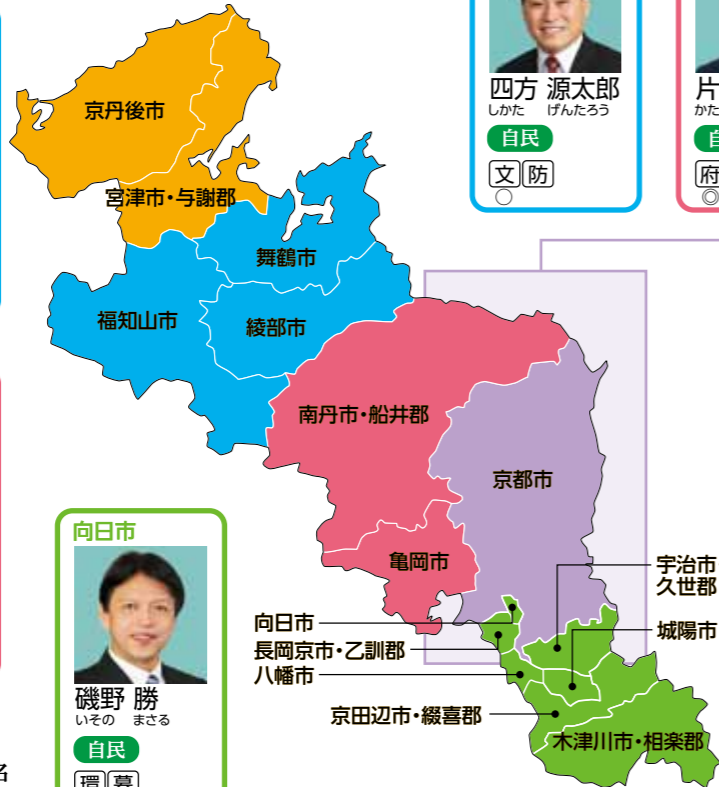 四方 源太郎
しかた げんたろう
自民
文 防
○
片
かた
自
府
◎
京丹後市
宮津市・与謝郡
舞鶴市
福知山市
綾部市
南丹市・船井郡
京都市
亀岡市
向日市
長岡京市・乙訓郡
八幡市
京田辺市・綴喜郡
宇治市
久世郡
城陽市
木津川市・相楽郡
向日市
磯野 勝
いその まさる
自民
環 暮
名